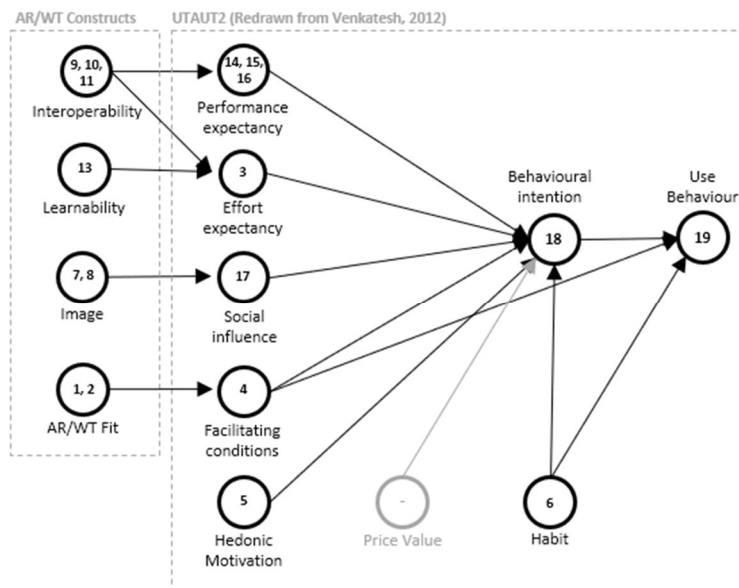 AR/WT Constructs
UTAUT2 (Redrawn from Venkatesh, 2012)
9, 10,
11
Interoperability
14, 15,
16
Performance
expectancy
13
Learnability
3
Effort
expectancy
Behavioural
intention
18
Use
Behaviour
19
7, 8
Image
17
Social
influence
1, 2
AR/WT Fit
4
Facilitating
conditions
5
Hedonic
Motivation
-
Price Value
6
Habit